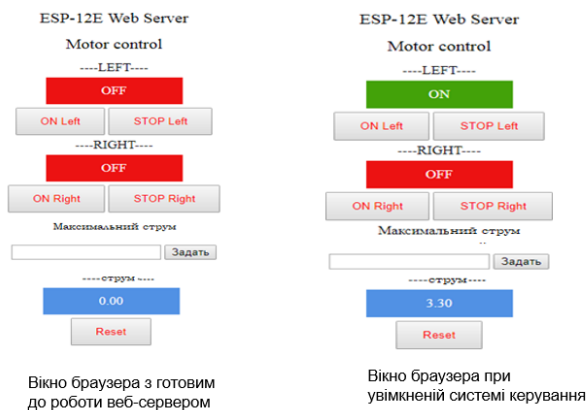 ESP-12E Web Server
Motor control
----LEFT----
OFF
ON Left STOP Left
----RIGHT----
OFF
ON Right STOP Right
Максимальний струм
Задать
----струм----
0.00
Reset
Вікно браузера з готовим
до роботи веб-сервером
ESP-12E Web Server
Motor control
----LEFT----
ON
ON Left STOP Left
----RIGHT----
OFF
ON Right STOP Right
Максимальний струм
Задать
----струм----
3.30
Reset
Вікно браузера при
увімкненій системі керування